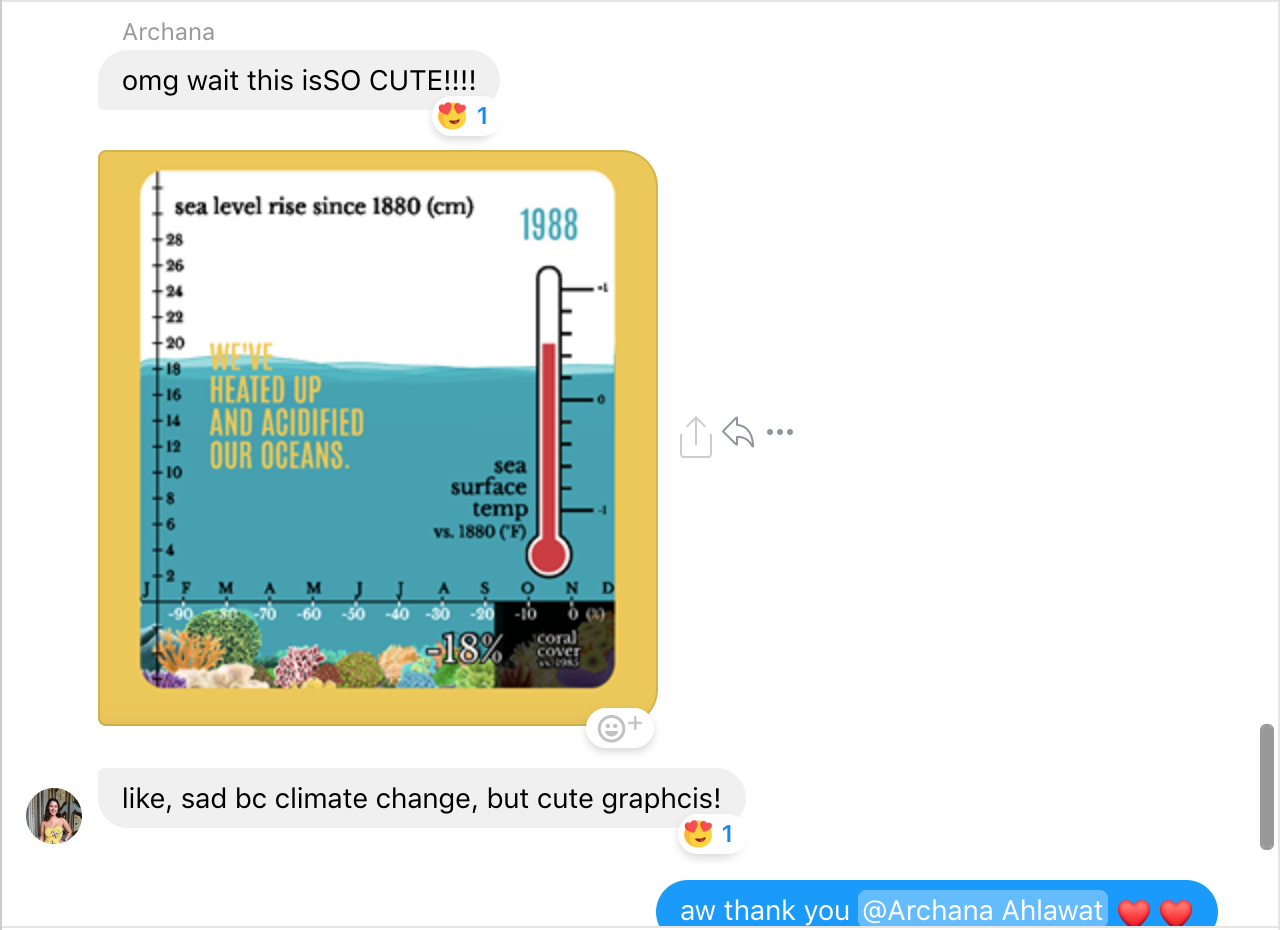 Archana
omg wait this isSO CUTE!!!!
😍 1
sea level rise since 1880 (cm)
1988
28
26
24
22
20
18
16
14
12
10
8
6
4
2
WE'VE
HEATED UP
AND ACIDIFIED
OUR OCEANS.
-1
0
-1
sea
surface
temp
vs. 1880 (°F)
J F M A M J J A S O N D
-90 -80 -70 -60 -50 -40 -30 -20 -10 0 (%)
-18%
coral
cover
vs. 1985
like, sad bc climate change, but cute graphcis!
😍 1
aw thank you @Archana Ahlawat ❤️ ❤️